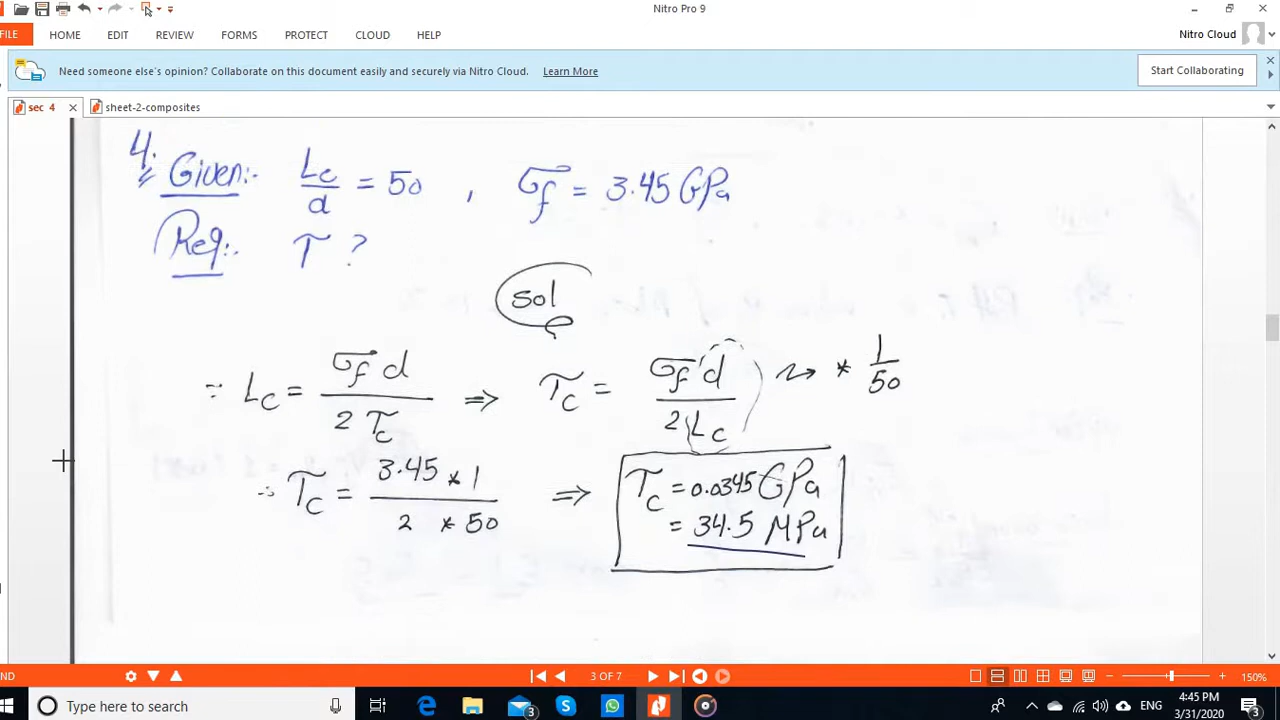 Nitro Pro 9
FILE HOME EDIT REVIEW FORMS PROTECT CLOUD HELP Nitro Cloud
Need someone else's opinion? Collaborate on this document easily and securely via Nitro Cloud. Learn More Start Collaborating
sec 4 sheet-2-composites
4. Given:- Lc/d = 50 , σf = 3.45 GPa
Req:. τ ?
sol
∵ Lc = σf d / 2 τc ⇒ τc = σf d / 2 Lc ⇝ * 1/50
∴ τc = 3.45 * 1 / 2 * 50 ⇒ τc = 0.0345 GPa
= 34.5 MPa
ND 3 OF 7 150%
Type here to search 3 ENG 4:45 PM
3/31/2020 3